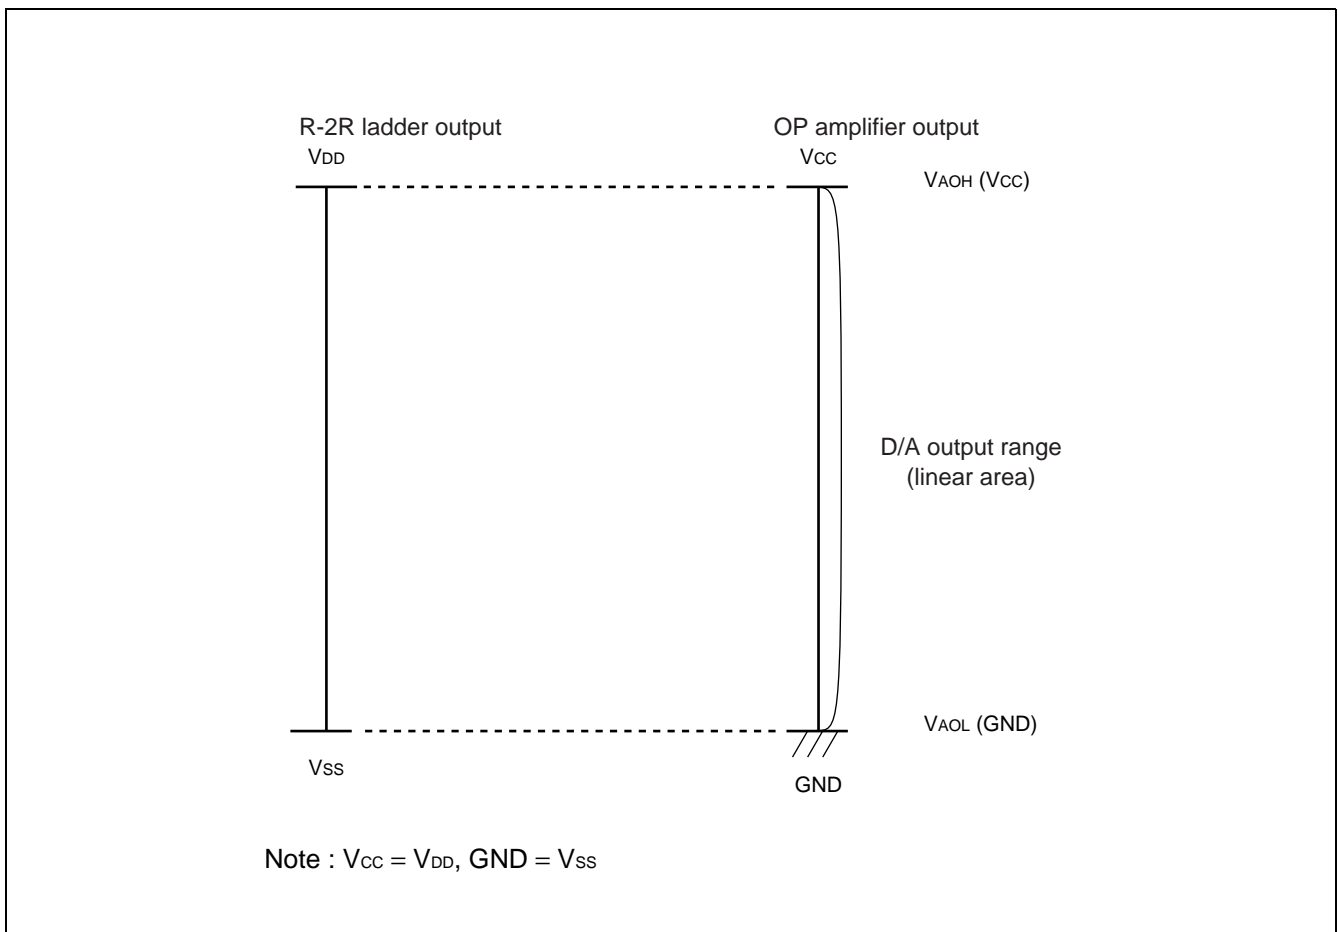 R-2R ladder output
OP amplifier output
VDD
VCC
VAOH (VCC)
D/A output range
(linear area)
VAOL (GND)
VSS
GND
Note : VCC = VDD, GND = VSS